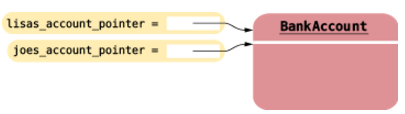 lisas_account_pointer =
BankAccount
joes_account_pointer =